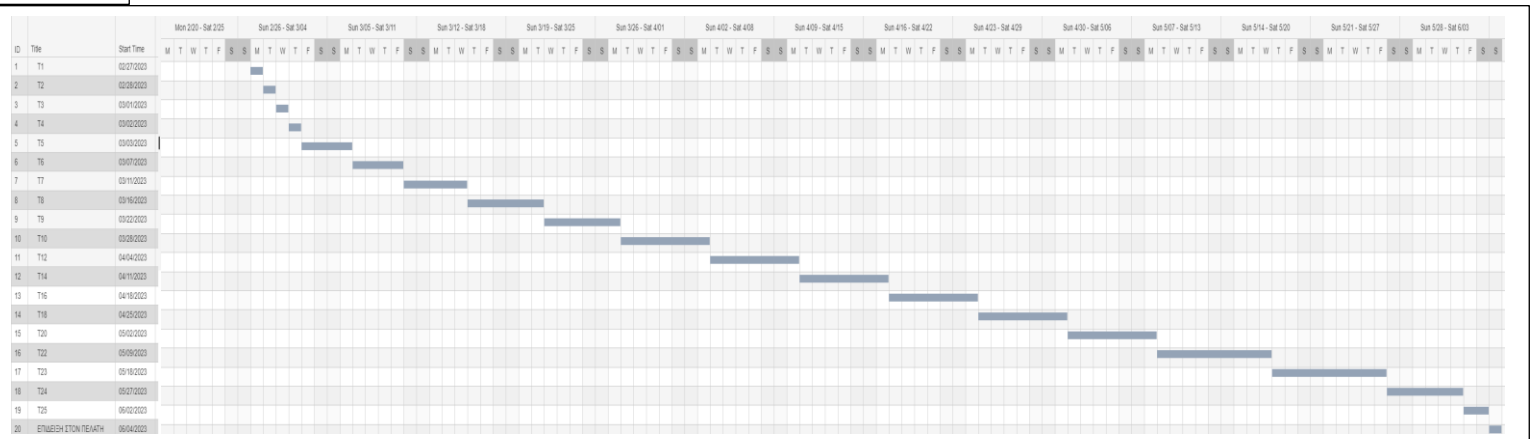 Mon 2/20 - Sat 2/25 Sun 2/26 - Sat 3/04 Sun 3/05 - Sat 3/11 Sun 3/12 - Sat 3/18 Sun 3/19 - Sat 3/25 Sun 3/26 - Sat 4/01 Sun 4/02 - Sat 4/08 Sun 4/09 - Sat 4/15 Sun 4/16 - Sat 4/22 Sun 4/23 - Sat 4/29 Sun 4/30 - Sat 5/06 Sun 5/07 - Sat 5/13 Sun 5/14 - Sat 5/20 Sun 5/21 - Sat 5/27 Sun 5/28 - Sat 6/03
ID Title Start Time M T W T F S S M T W T F S S M T W T F S S M T W T F S S M T W T F S S M T W T F S S M T W T F S S M T W T F S S M T W T F S S M T W T F S S M T W T F S S M T W T F S S M T W T F S S M T W T F S S M T W T F S S
1 T1 02/27/2023
2 T2 02/28/2023
3 T3 03/01/2023
4 T4 03/02/2023
5 T5 03/03/2023
6 T6 03/07/2023
7 T7 03/11/2023
8 T8 03/16/2023
9 T9 03/22/2023
10 T10 03/28/2023
11 T12 04/04/2023
12 T14 04/11/2023
13 T16 04/18/2023
14 T18 04/25/2023
15 T20 05/02/2023
16 T22 05/09/2023
17 T23 05/18/2023
18 T24 05/27/2023
19 T25 06/02/2023
20 ΕΠΙΔΕΙΞΗ ΣΤΟΝ ΠΕΛΑΤΗ 06/04/2023